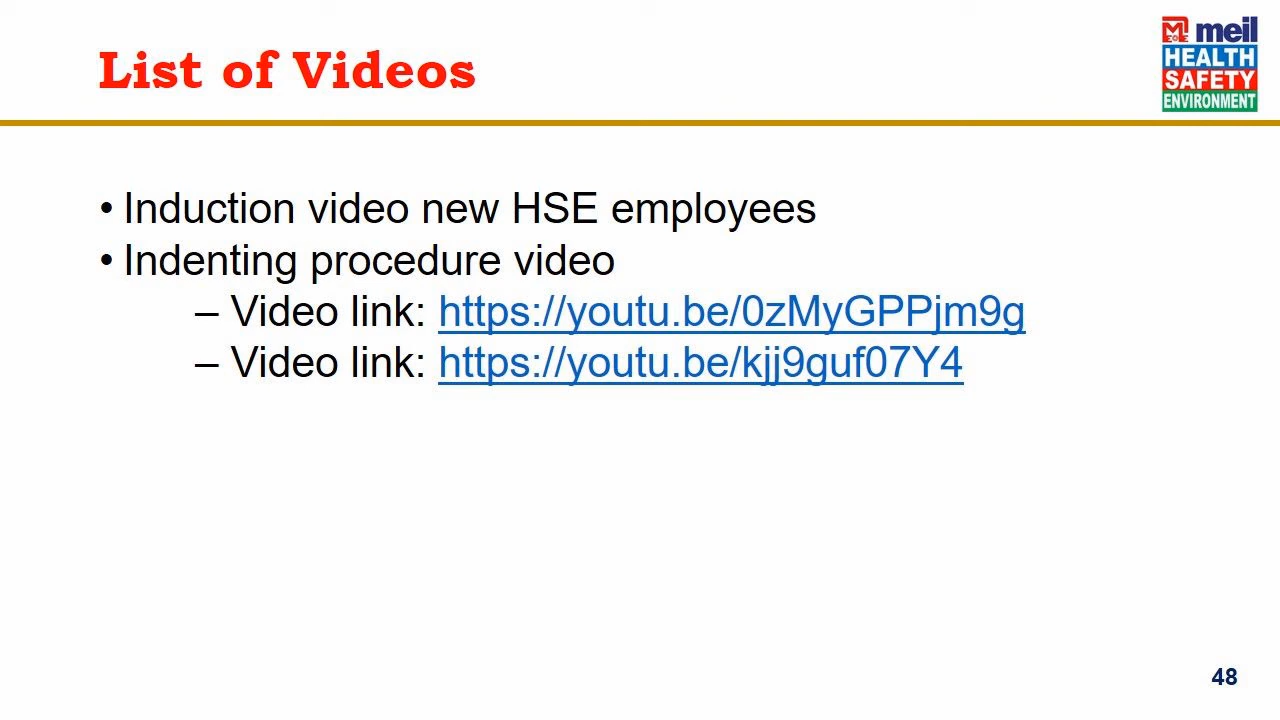 List of Videos
meil
HEALTH
SAFETY
ENVIRONMENT
• Induction video new HSE employees
• Indenting procedure video
– Video link: https://youtu.be/0zMyGPPjm9g
– Video link: https://youtu.be/kjj9guf07Y4
48